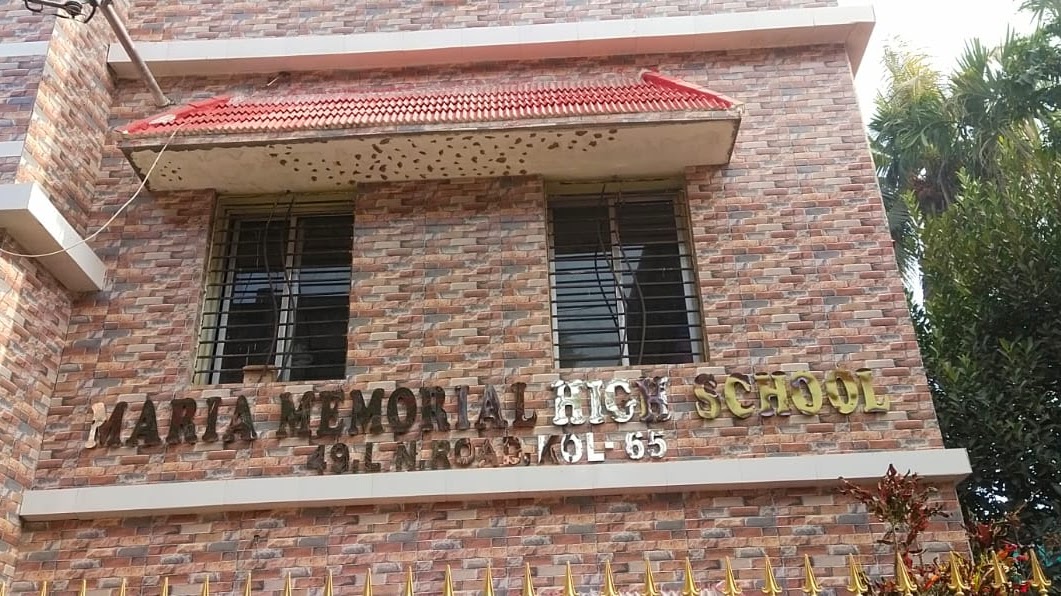 MARIA MEMORIAL HIGH SCHOOL
49, L. N. ROAD, KOL- 65